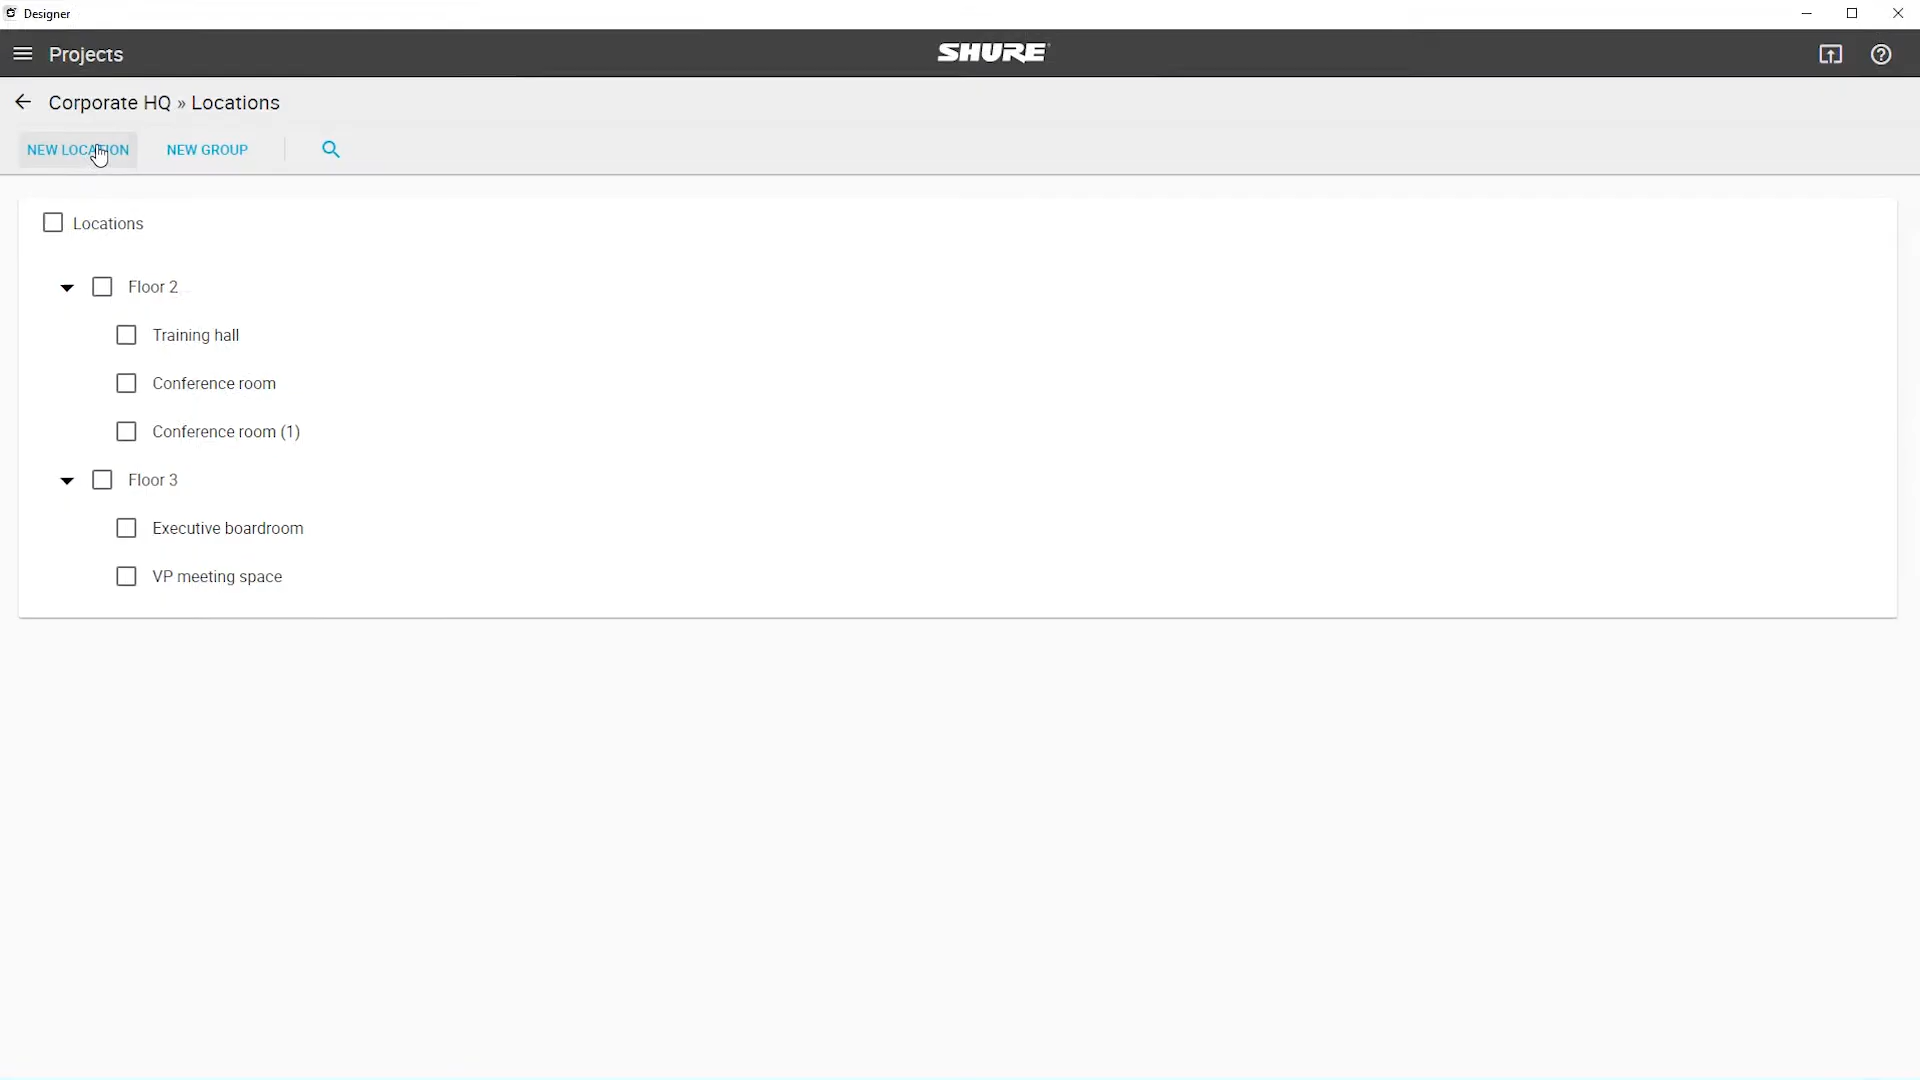 Designer
Projects
SHURE
Corporate HQ » Locations
NEW LOCATION
NEW GROUP
Locations
Floor 2
Training hall
Conference room
Conference room (1)
Floor 3
Executive boardroom
VP meeting space